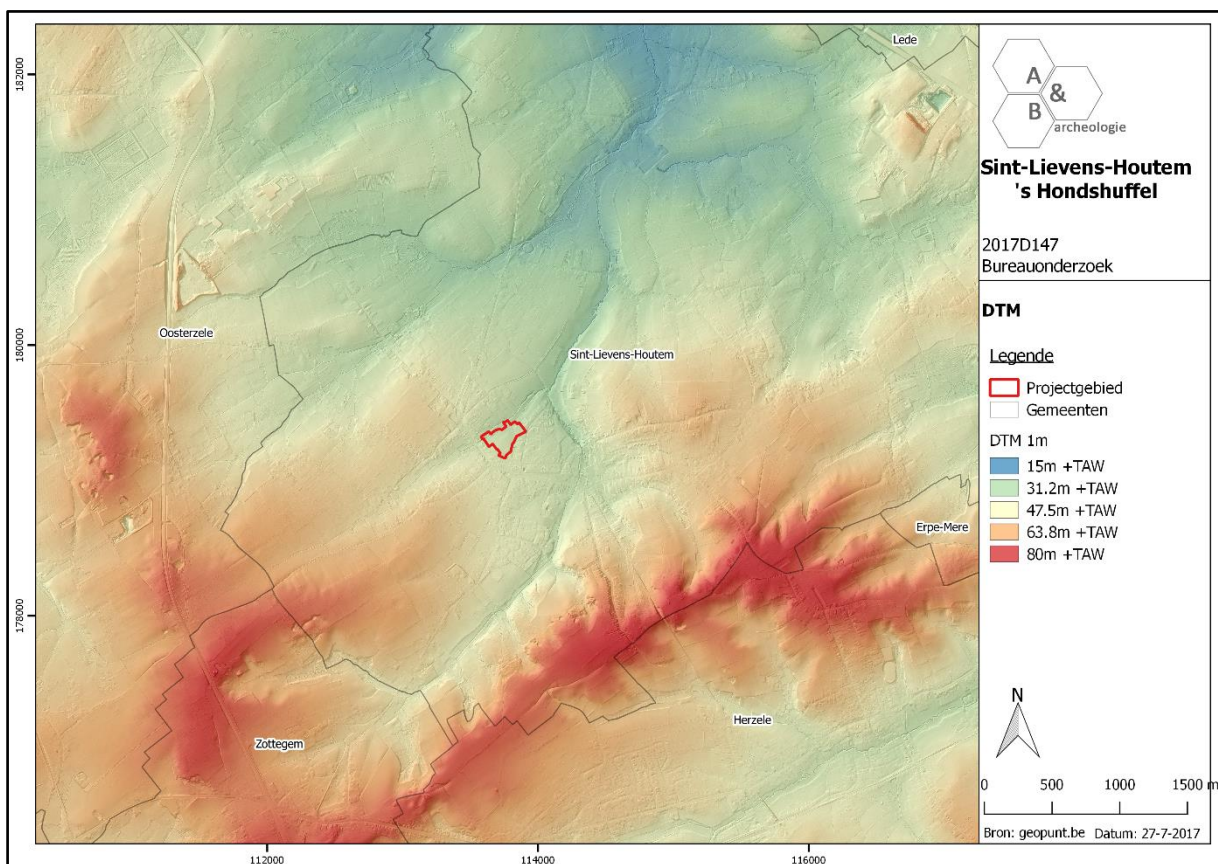 182000
180000
178000
112000
114000
116000
Lede
Oosterzele
Sint-Lievens-Houtem
Erpe-Mere
Herzele
Zottegem
A
&
B
archeologie
Sint-Lievens-Houtem
's Hondshuffel
2017D147
Bureauonderzoek
DTM
Legende
Projectgebied
Gemeenten
DTM 1m
15m +TAW
31.2m +TAW
47.5m +TAW
63.8m +TAW
80m +TAW
N
0 500 1000 1500 m
Bron: geopunt.be Datum: 27-7-2017